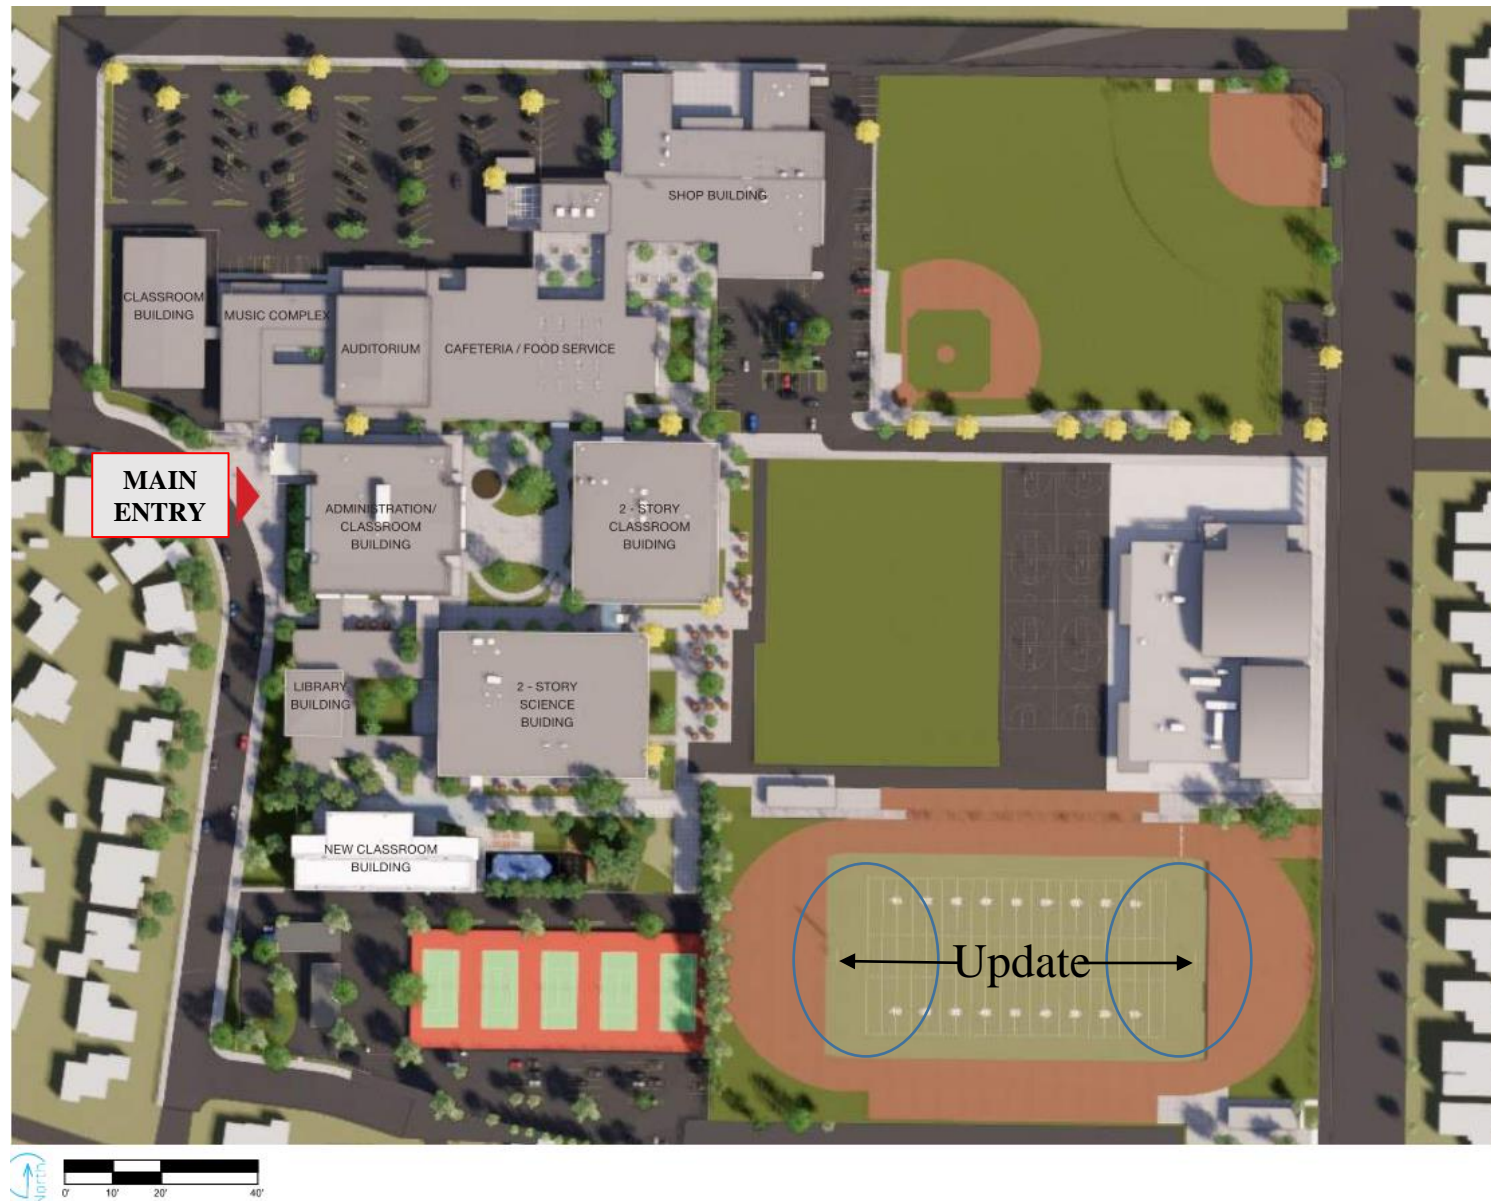 SHOP BUILDING
CLASSROOM
BUILDING
MUSIC COMPLEX
AUDITORIUM
CAFETERIA / FOOD SERVICE
MAIN
ENTRY
ADMINISTRATION/
CLASSROOM
BUILDING
2 - STORY
CLASSROOM
BUIDING
LIBRARY
BUILDING
2 - STORY
SCIENCE
BUIDING
NEW CLASSROOM
BUILDING
Update
North
0' 10' 20' 40'